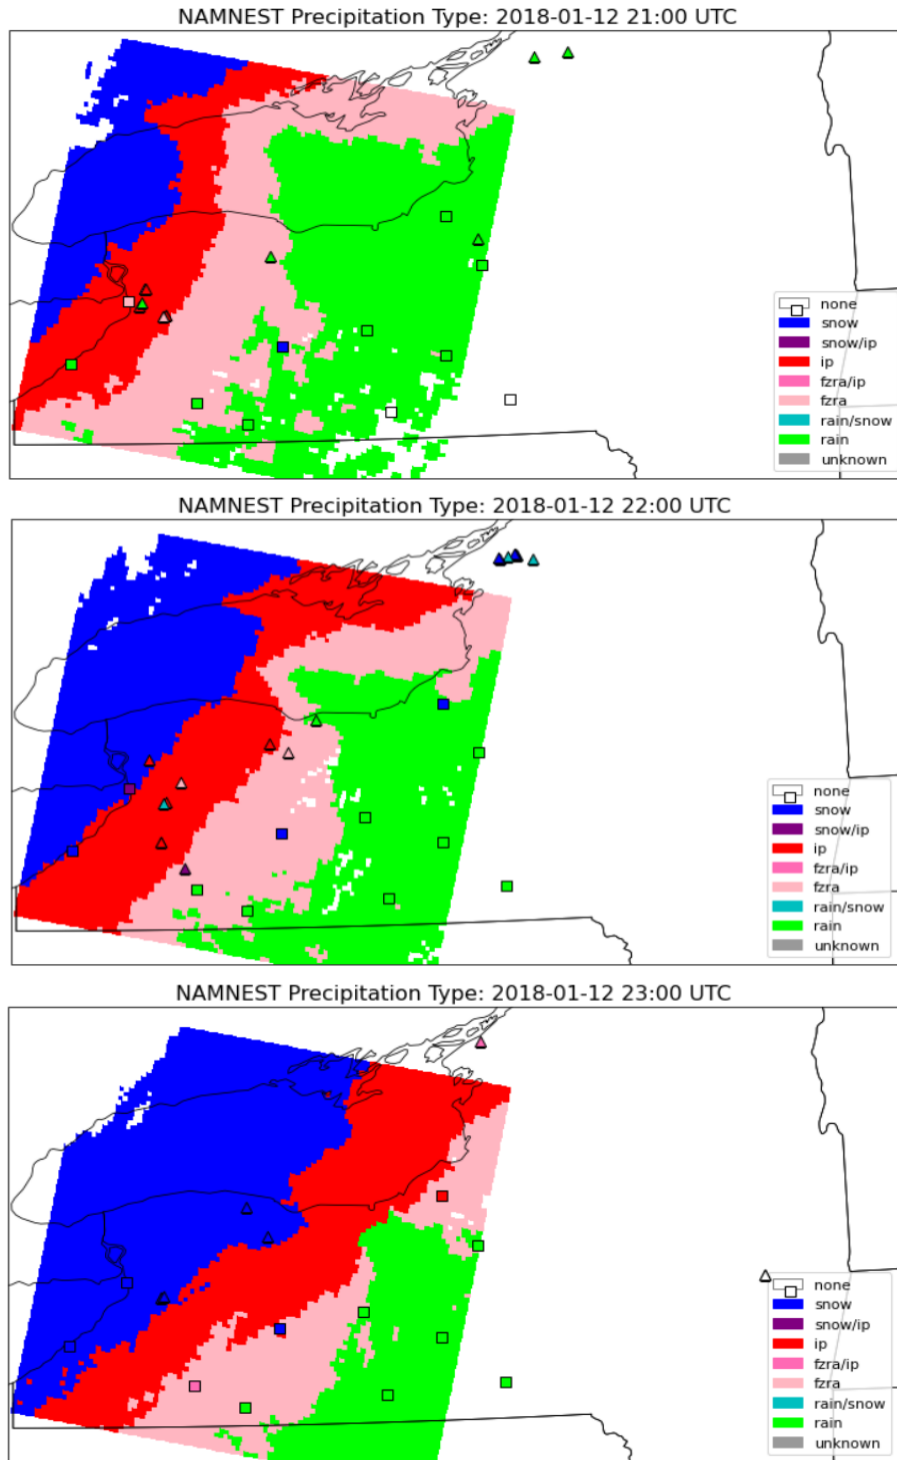 NAMNEST Precipitation Type: 2018-01-12 21:00 UTC
none
snow
snow/ip
ip
fzra/ip
fzra
rain/snow
rain
unknown
NAMNEST Precipitation Type: 2018-01-12 22:00 UTC
none
snow
snow/ip
ip
fzra/ip
fzra
rain/snow
rain
unknown
NAMNEST Precipitation Type: 2018-01-12 23:00 UTC
none
snow
snow/ip
ip
fzra/ip
fzra
rain/snow
rain
unknown